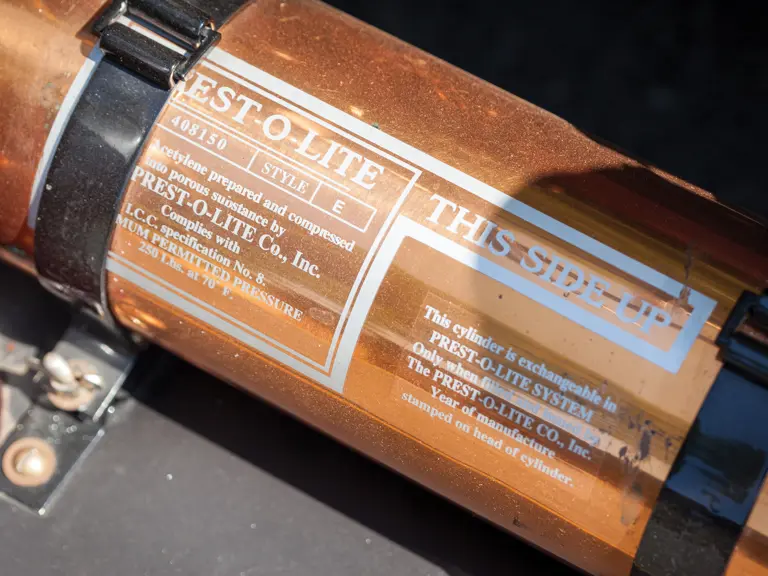 REST-O-LITE
408150
STYLE E
Acetylene prepared and compressed
into porous substance by
PREST-O-LITE Co., Inc.
Complies with
I.C.C. specification No. 8.
MUM PERMITTED PRESSURE
250 Lbs. at 70° F.
THIS SIDE UP
This cylinder is exchangeable in
PREST-O-LITE SYSTEM
Only when filled
The PREST-O-LITE CO., Inc.
Year of manufacture
stamped on head of cylinder.